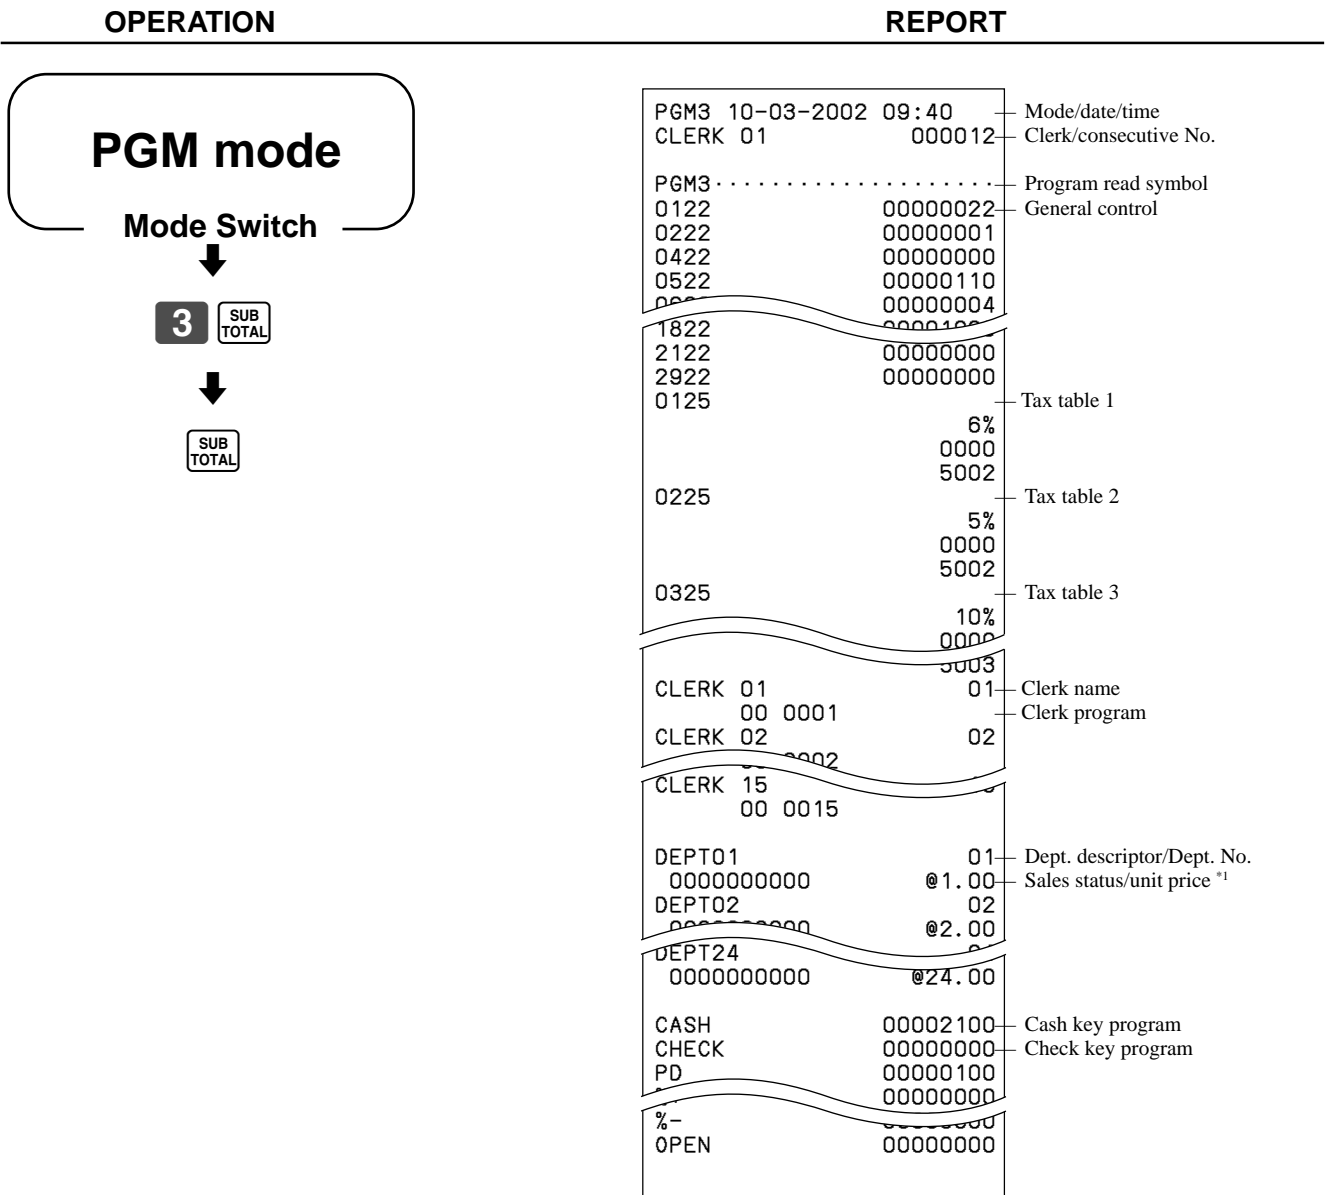 OPERATION
REPORT
PGM mode
Mode Switch
3 SUB TOTAL
SUB TOTAL
PGM3 10-03-2002 09:40 Mode/date/time
CLERK 01 000012 Clerk/consecutive No.
PGM3····················· Program read symbol
0122 00000022 General control
0222 00000001
0422 00000000
0522 00000110
00000004
1822
2122 00000000
2922 00000000
0125 Tax table 1
6%
0000
5002
0225 Tax table 2
5%
0000
5002
0325 Tax table 3
10%
0000
5003
CLERK 01 01 Clerk name
00 0001 Clerk program
CLERK 02 02
0002
CLERK 15
00 0015
DEPT01 01 Dept. descriptor/Dept. No.
0000000000 @1.00 Sales status/unit price *1
DEPT02 02
0000000000 @2.00
DEPT24
0000000000 @24.00
CASH 00002100 Cash key program
CHECK 00000000 Check key program
PD 00000100
00000000
%- 00000000
OPEN 00000000